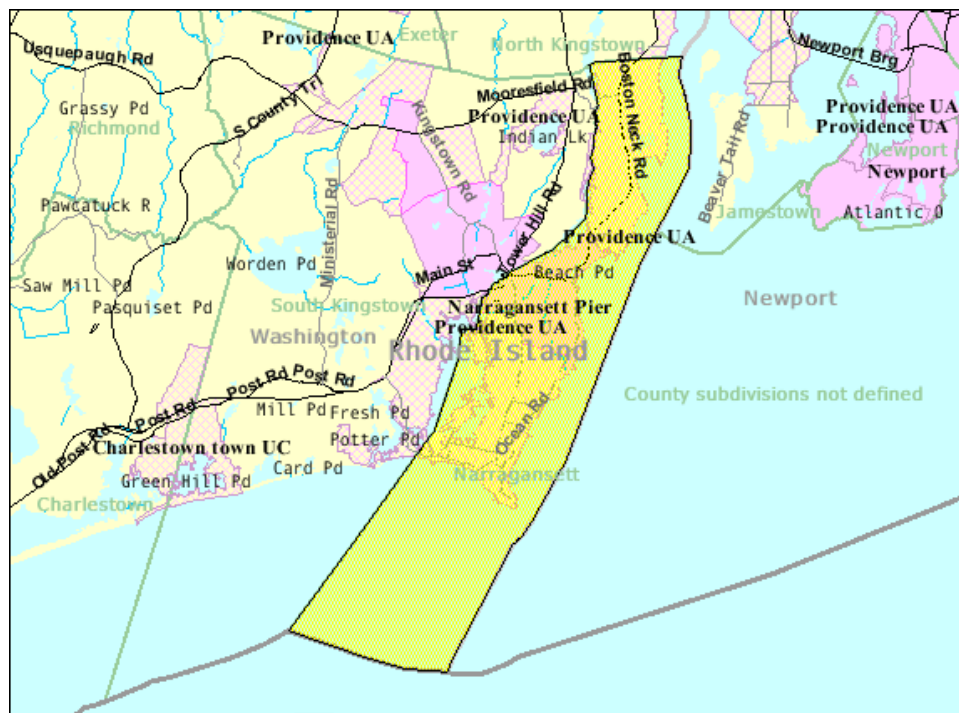 Providence UA
Exeter
North Kingstown
Newport Brg
Usquepaugh Rd
Boston Neck Rd
S County Trl
Mooresfield Rd
Grassy Pd
Richmond
Kingstown Rd
Providence UA
Indian Lk
Providence UA
Providence UA
Newport
Newport
Beaver Tail Rd
Pawcatuck R
Jamestown
Atlantic O
Ministerial Rd
Tower Hill Rd
Providence UA
Worden Pd
Main St
Beach Pd
Saw Mill Pd
Pasquiset Pd
South Kingstown
Narragansett Pier
Newport
Providence UA
Washington
Rhode Island
Post Rd
Post Rd
County subdivisions not defined
Post Rd
Mill Pd
Fresh Pd
Ocean Rd
Old Post Rd
Potter Pd
Charlestown town UC
Card Pd
Narragansett
Green Hill Pd
Charlestown